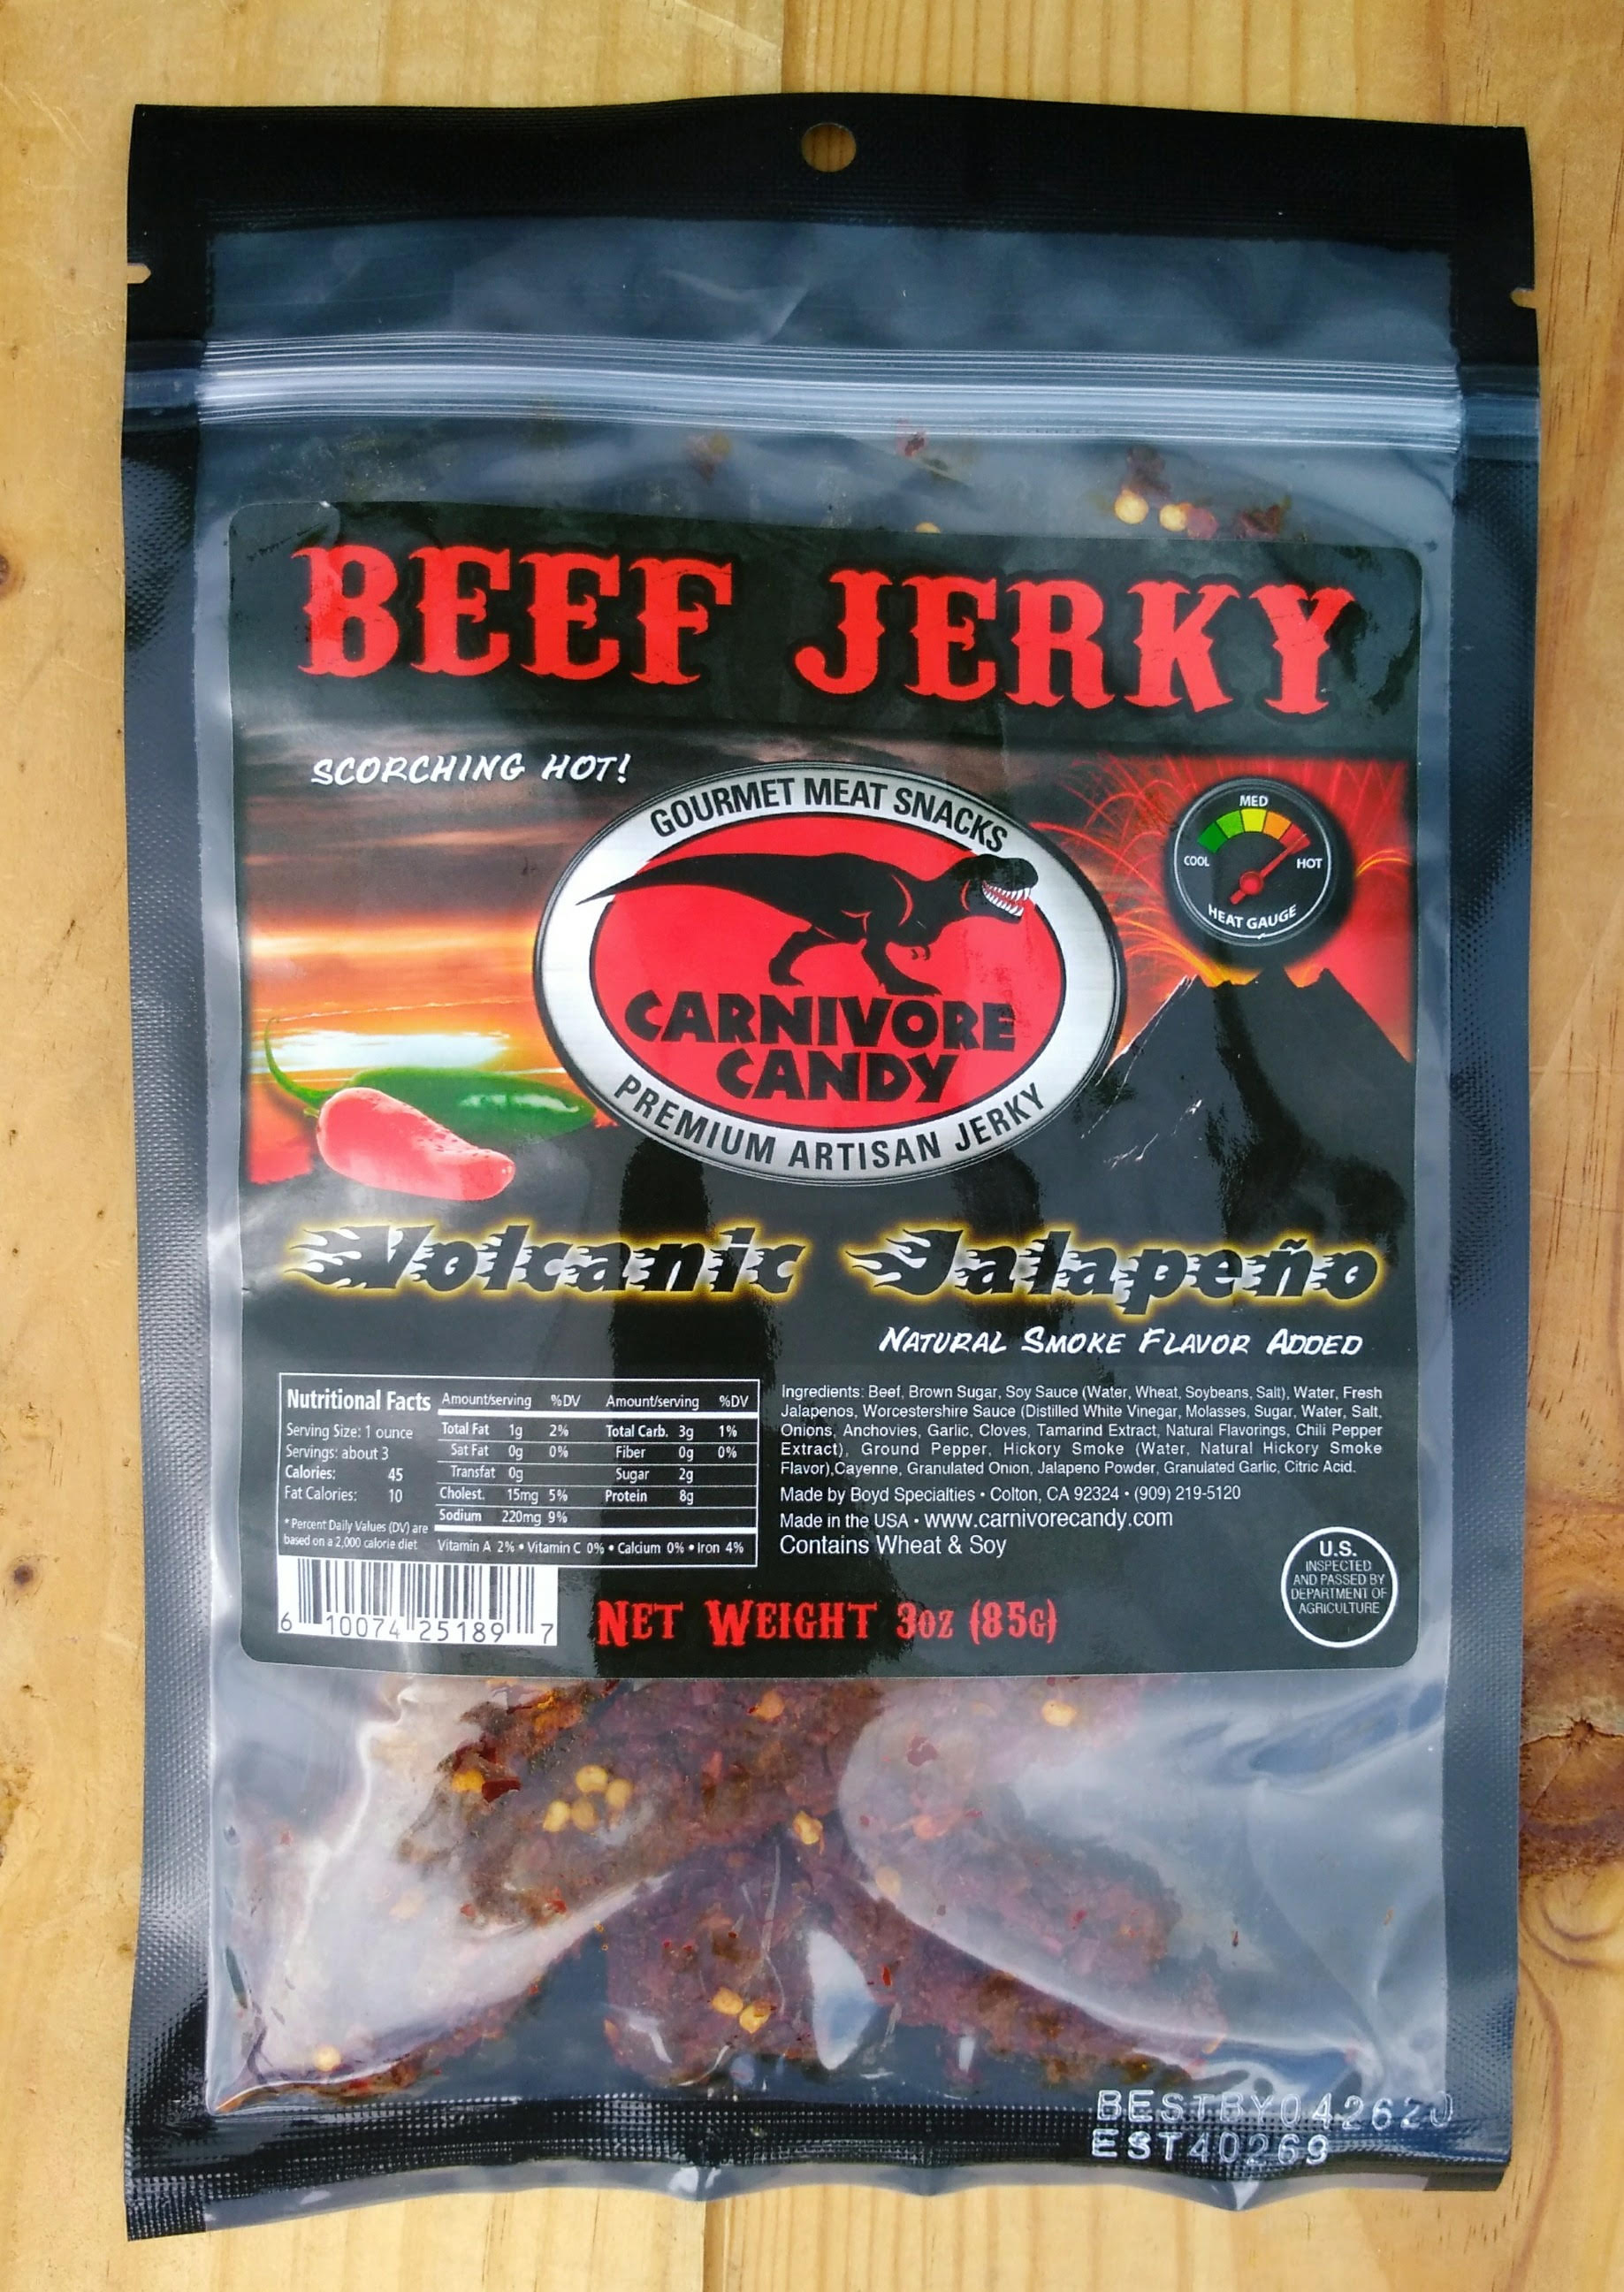 BEEF JERKY
SCORCHING HOT!
GOURMET MEAT SNACKS
CARNIVORE
CANDY
PREMIUM ARTISAN JERKY
MED
COOL
HOT
HEAT GAUGE
Volcanic Jalapeño
NATURAL SMOKE FLAVOR ADDED
Nutritional Facts
Serving Size: 1 ounce
Servings: about 3
Calories: 45
Fat Calories: 10
* Percent Daily Values (DV) are
based on a 2,000 calorie diet
Amount/serving %DV Amount/serving %DV
Total Fat 1g 2% Total Carb. 3g 1%
Sat Fat 0g 0% Fiber 0g 0%
Transfat 0g Sugar 2g
Cholest. 15mg 5% Protein 8g
Sodium 220mg 9%
Vitamin A 2% • Vitamin C 0% • Calcium 0% • Iron 4%
Ingredients: Beef, Brown Sugar, Soy Sauce (Water, Wheat, Soybeans, Salt), Water, Fresh
Jalapenos, Worcestershire Sauce (Distilled White Vinegar, Molasses, Sugar, Water, Salt,
Onions, Anchovies, Garlic, Cloves, Tamarind Extract, Natural Flavorings, Chili Pepper
Extract), Ground Pepper, Hickory Smoke (Water, Natural Hickory Smoke
Flavor),Cayenne, Granulated Onion, Jalapeno Powder, Granulated Garlic, Citric Acid.
Made by Boyd Specialties • Colton, CA 92324 • (909) 219-5120
Made in the USA • www.carnivorecandy.com
Contains Wheat & Soy
U.S.
INSPECTED
AND PASSED BY
DEPARTMENT OF
AGRICULTURE
6 10074 25189 7
NET WEIGHT 3oz (85G)
BESTBY042620
EST40269